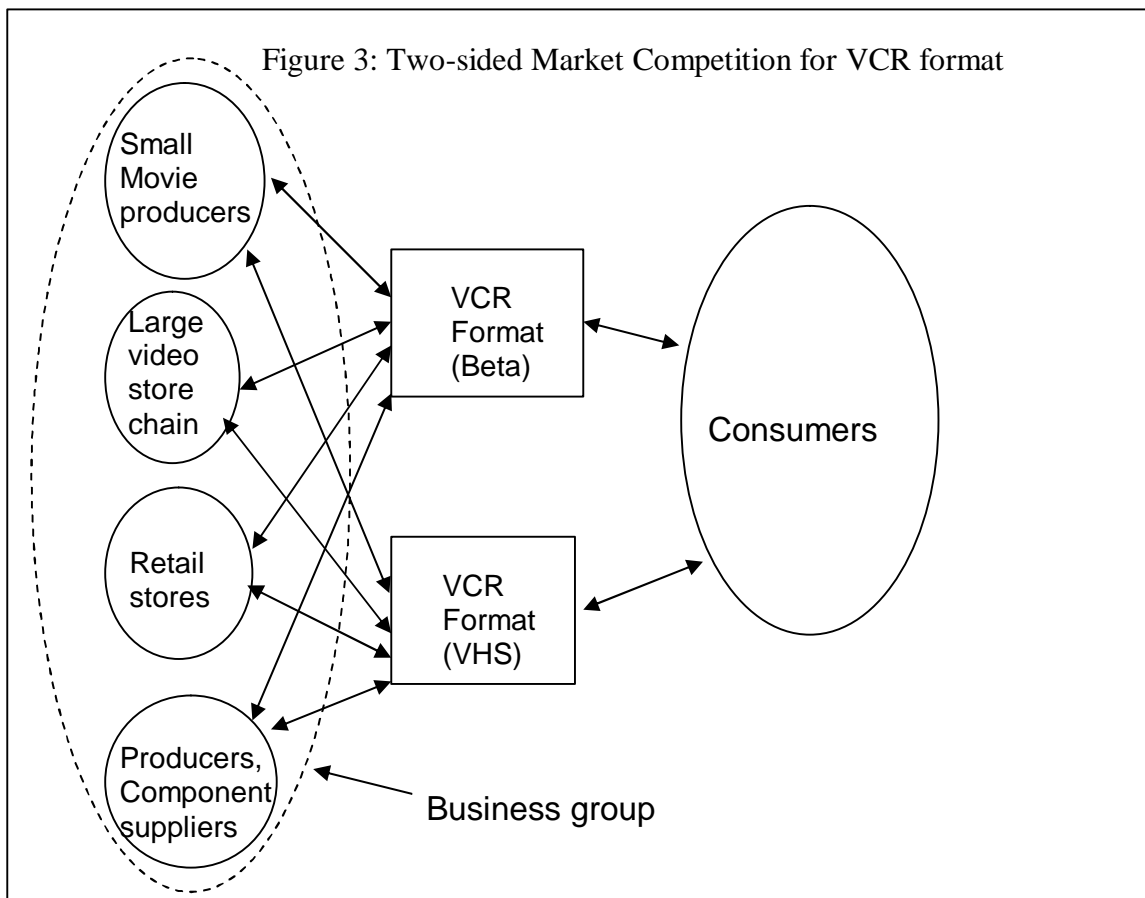 Figure 3: Two-sided Market Competition for VCR format
Small
Movie
producers
Large
video
store
chain
Retail
stores
Producers,
Component
suppliers
VCR
Format
(Beta)
VCR
Format
(VHS)
Consumers
Business group